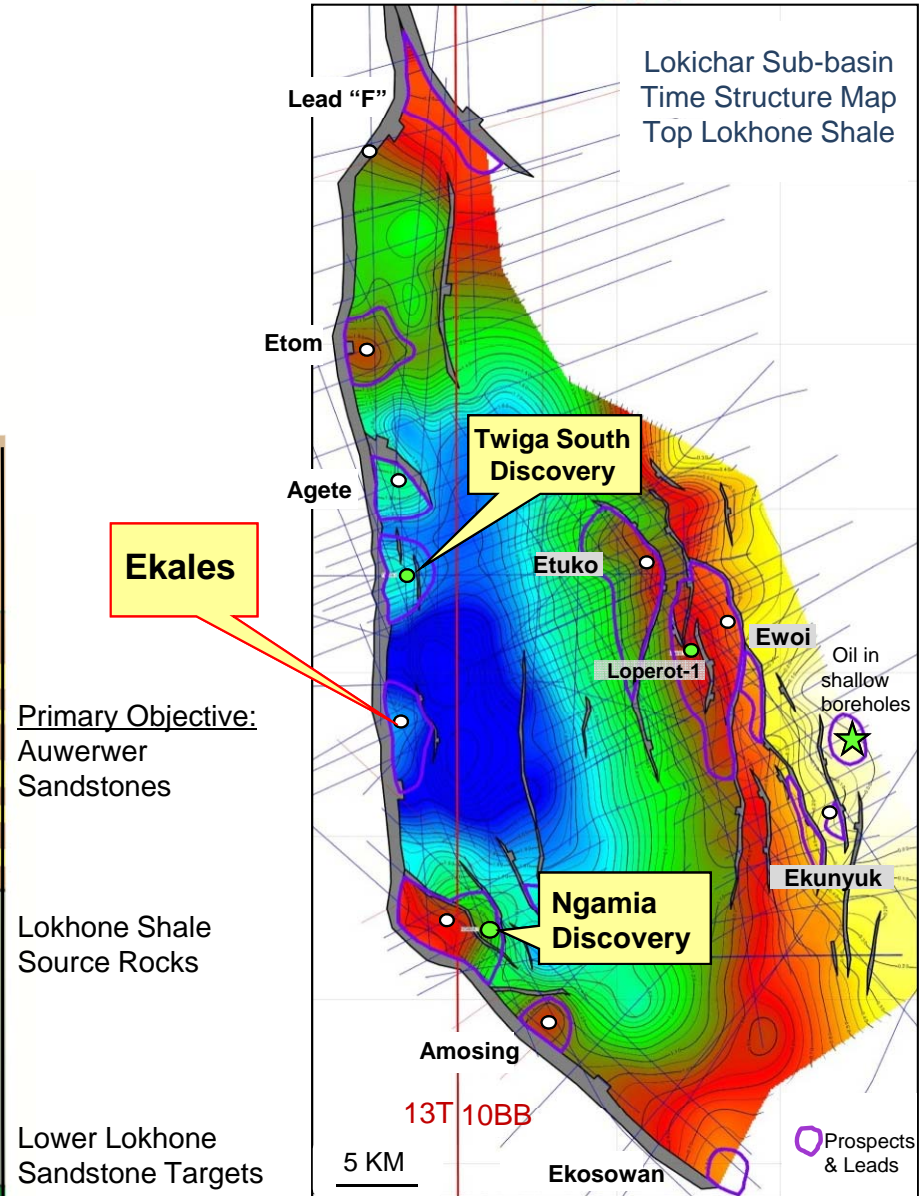 Lokichar Sub-basin
Time Structure Map
Top Lokhone Shale
Lead “F”
Etom
Twiga South
Discovery
Agete
Ekales
Etuko
Ewoi
Loperot-1
Oil in
shallow
boreholes
Primary Objective:
Auwerwer
Sandstones
Ekunyuk
Ngamia
Discovery
Lokhone Shale
Source Rocks
Amosing
13T 10BB
Lower Lokhone
Sandstone Targets
5 KM
Ekosowan
Prospects
& Leads